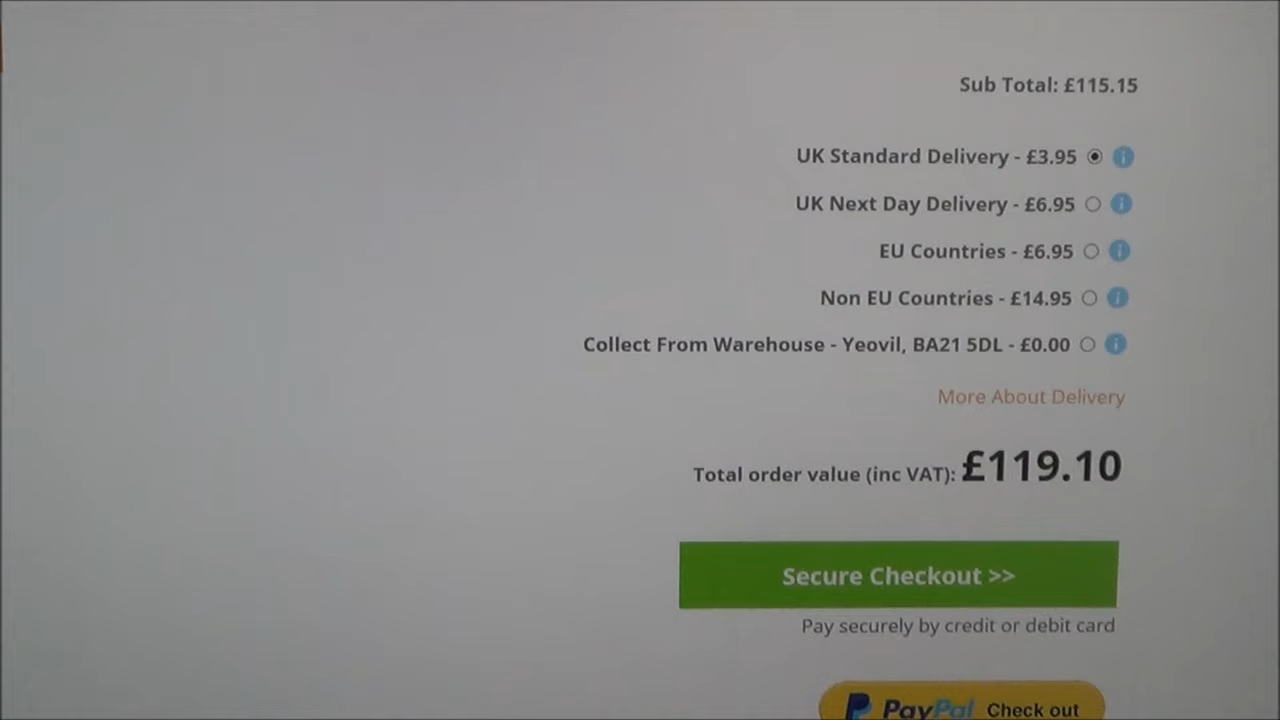 Sub Total: £115.15
UK Standard Delivery - £3.95
UK Next Day Delivery - £6.95
EU Countries - £6.95
Non EU Countries - £14.95
Collect From Warehouse - Yeovil, BA21 5DL - £0.00
More About Delivery
Total order value (inc VAT): £119.10
Secure Checkout >>
Pay securely by credit or debit card
PayPal Check out